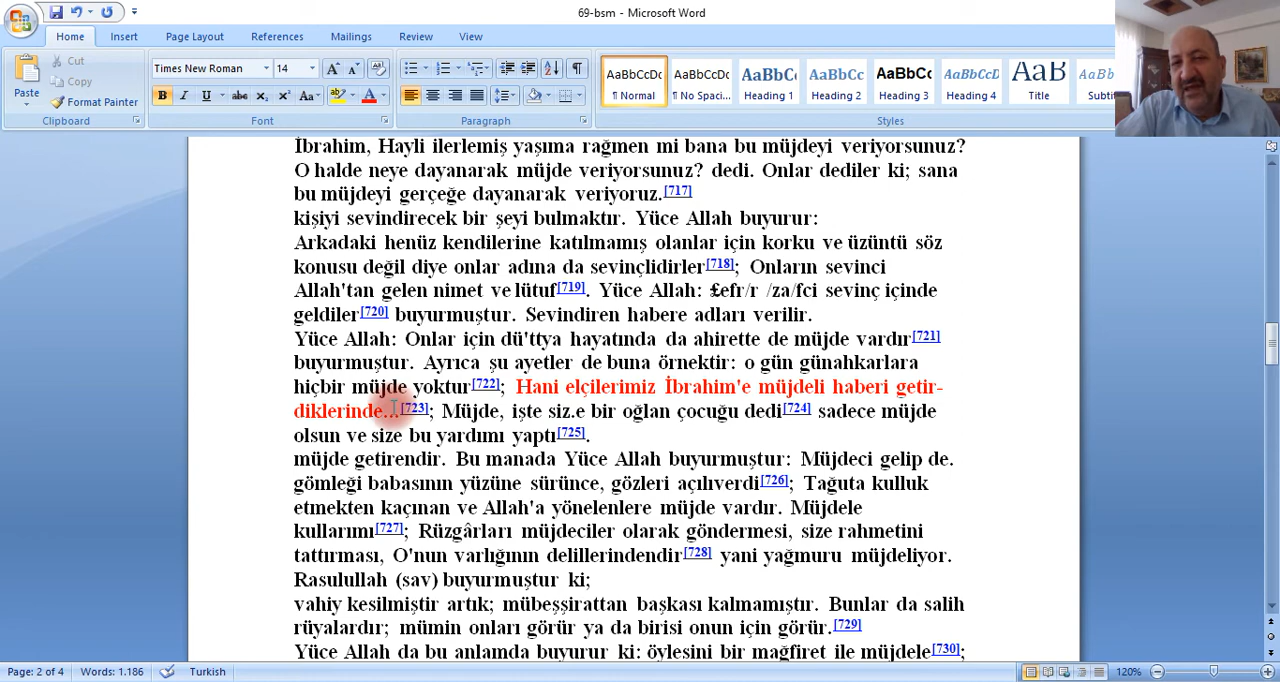 69-bsm - Microsoft Word
Home Insert Page Layout References Mailings Review View
Cut
Copy
Format Painter
Paste
Times New Roman 14
AaBbCcDc AaBbCcDc AaBbC AaBbCc AaBbCc AaBbCcD AaB AaBb
¶ Normal ¶ No Spaci... Heading 1 Heading 2 Heading 3 Heading 4 Title Subti
Clipboard Font Paragraph Styles
İbrahim, Hayli ilerlemiş yaşıma rağmen mi bana bu müjdeyi veriyorsunuz?
O halde neye dayanarak müjde veriyorsunuz? dedi. Onlar dediler ki; sana
bu müjdeyi gerçeğe dayanarak veriyoruz.[717]
kişiyi sevindirecek bir şeyi bulmaktır. Yüce Allah buyurur:
Arkadaki henüz kendilerine katılmamış olanlar için korku ve üzüntü söz
konusu değil diye onlar adına da sevinçlidirler[718]; Onların sevinci
Allah'tan gelen nimet ve lütuf[719]. Yüce Allah: £efr/r /za/fci sevinç içinde
geldiler[720] buyurmuştur. Sevindiren habere adları verilir.
Yüce Allah: Onlar için dü'ttya hayatında da ahirette de müjde vardır[721]
buyurmuştur. Ayrıca şu ayetler de buna örnektir: o gün günahkarlara
hiçbir müjde yoktur[722]; Hani elçilerimiz İbrahim'e müjdeli haberi getir-
diklerinde...[723]; Müjde, işte siz.e bir oğlan çocuğu dedi[724] sadece müjde
olsun ve size bu yardımı yaptı[725].
müjde getirendir. Bu manada Yüce Allah buyurmuştur: Müjdeci gelip de.
gömleği babasının yüzüne sürünce, gözleri açılıverdi[726]; Tağuta kulluk
etmekten kaçınan ve Allah'a yönelenlere müjde vardır. Müjdele
kullarımı[727]; Rüzgârları müjdeciler olarak göndermesi, size rahmetini
tattırması, O'nun varlığının delillerindendir[728] yani yağmuru müjdeliyor.
Rasulullah (sav) buyurmuştur ki;
vahiy kesilmiştir artık; mübeşşirattan başkası kalmamıştır. Bunlar da salih
rüyalardır; mümin onları görür ya da birisi onun için görür.[729]
Yüce Allah da bu anlamda buyurur ki: öylesini bir mağfiret ile müjdele[730];
Page: 2 of 4 Words: 1.186 Turkish 120%